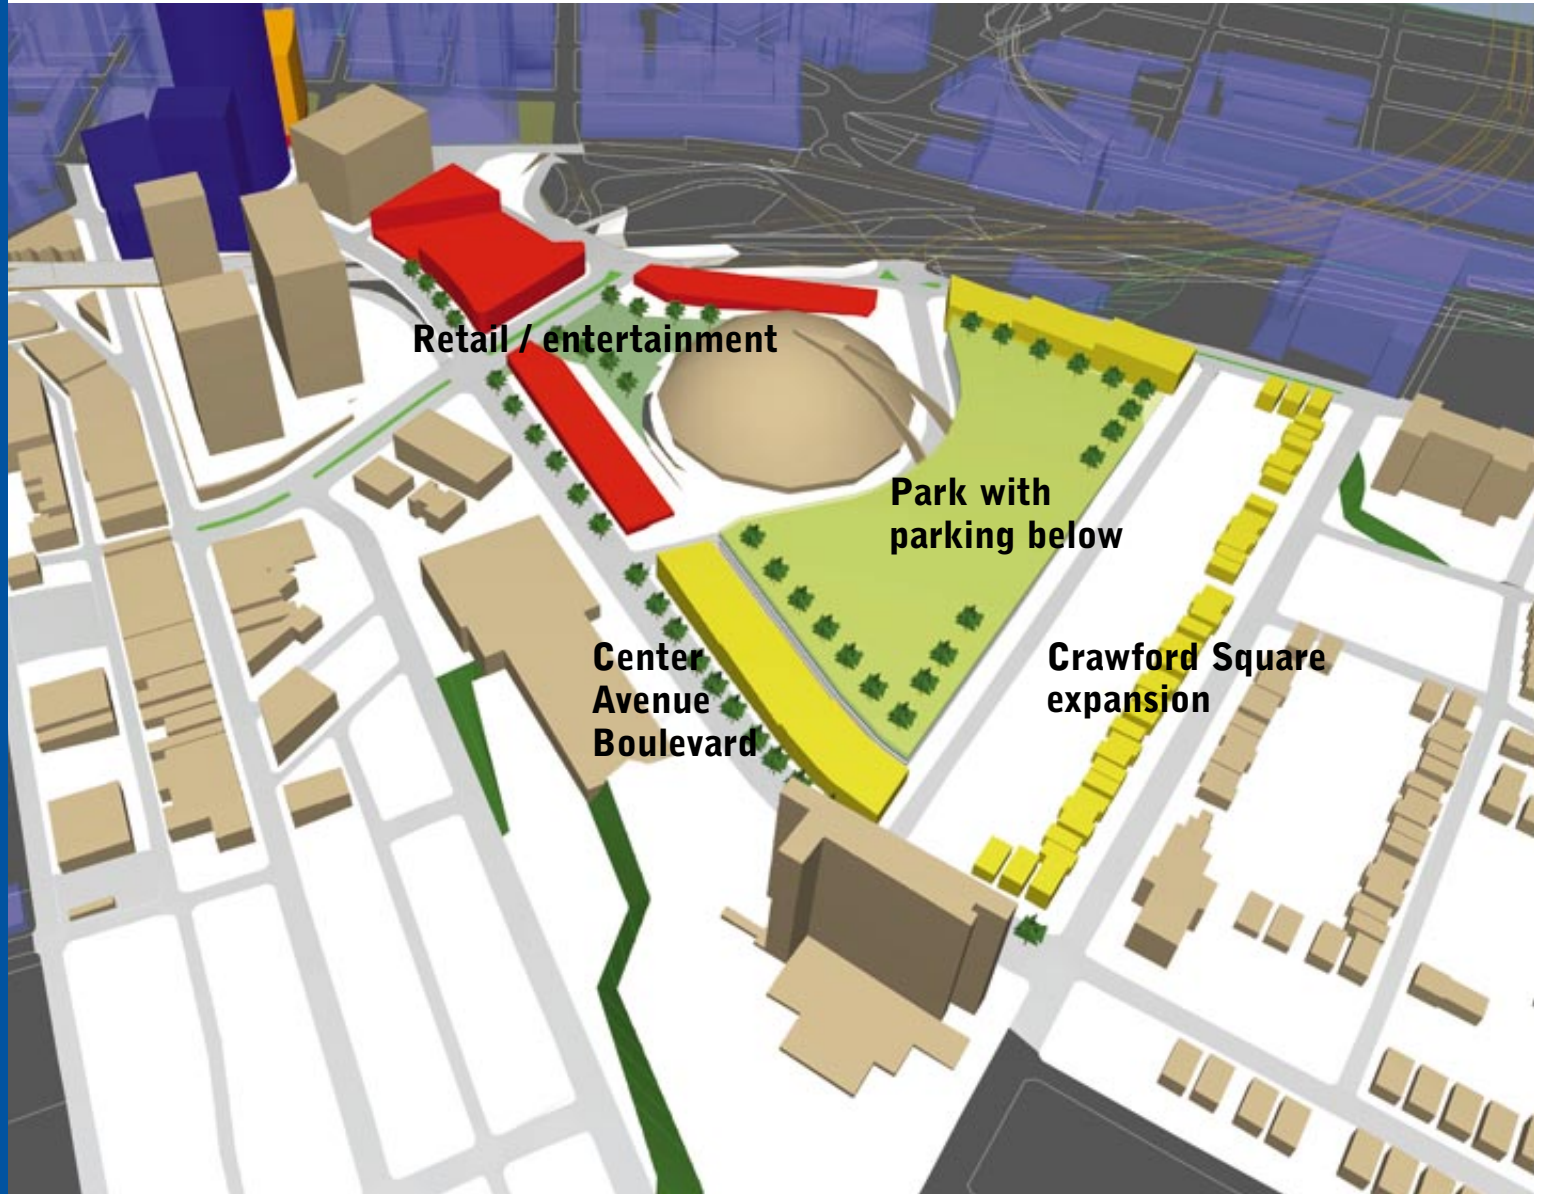 Retail / entertainment
Park with
parking below
Center
Avenue
Boulevard
Crawford Square
expansion